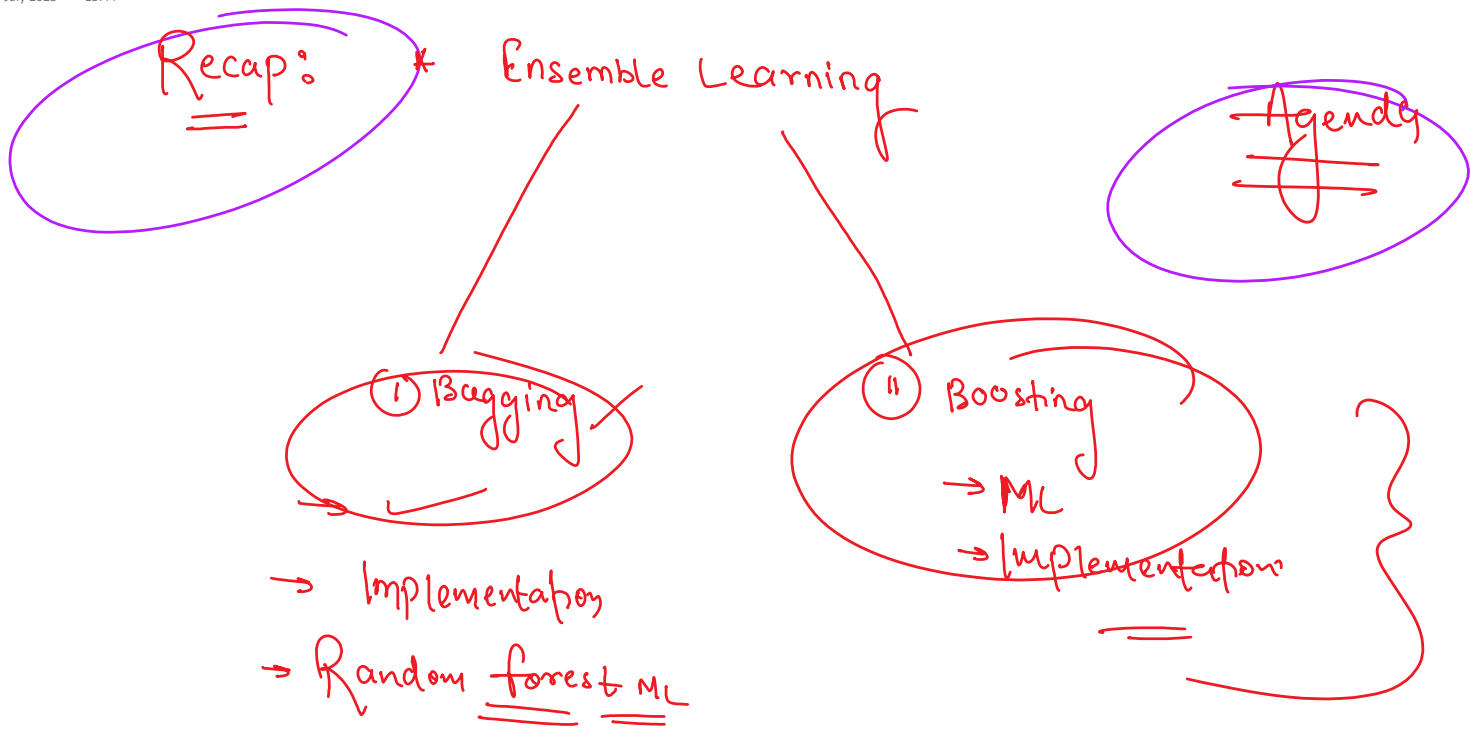 Recap:
* Ensemble Learning
Agenda
I Bagging
II Boosting
→ ML
→ Implementation
→ Implementation
→ Random forest ML